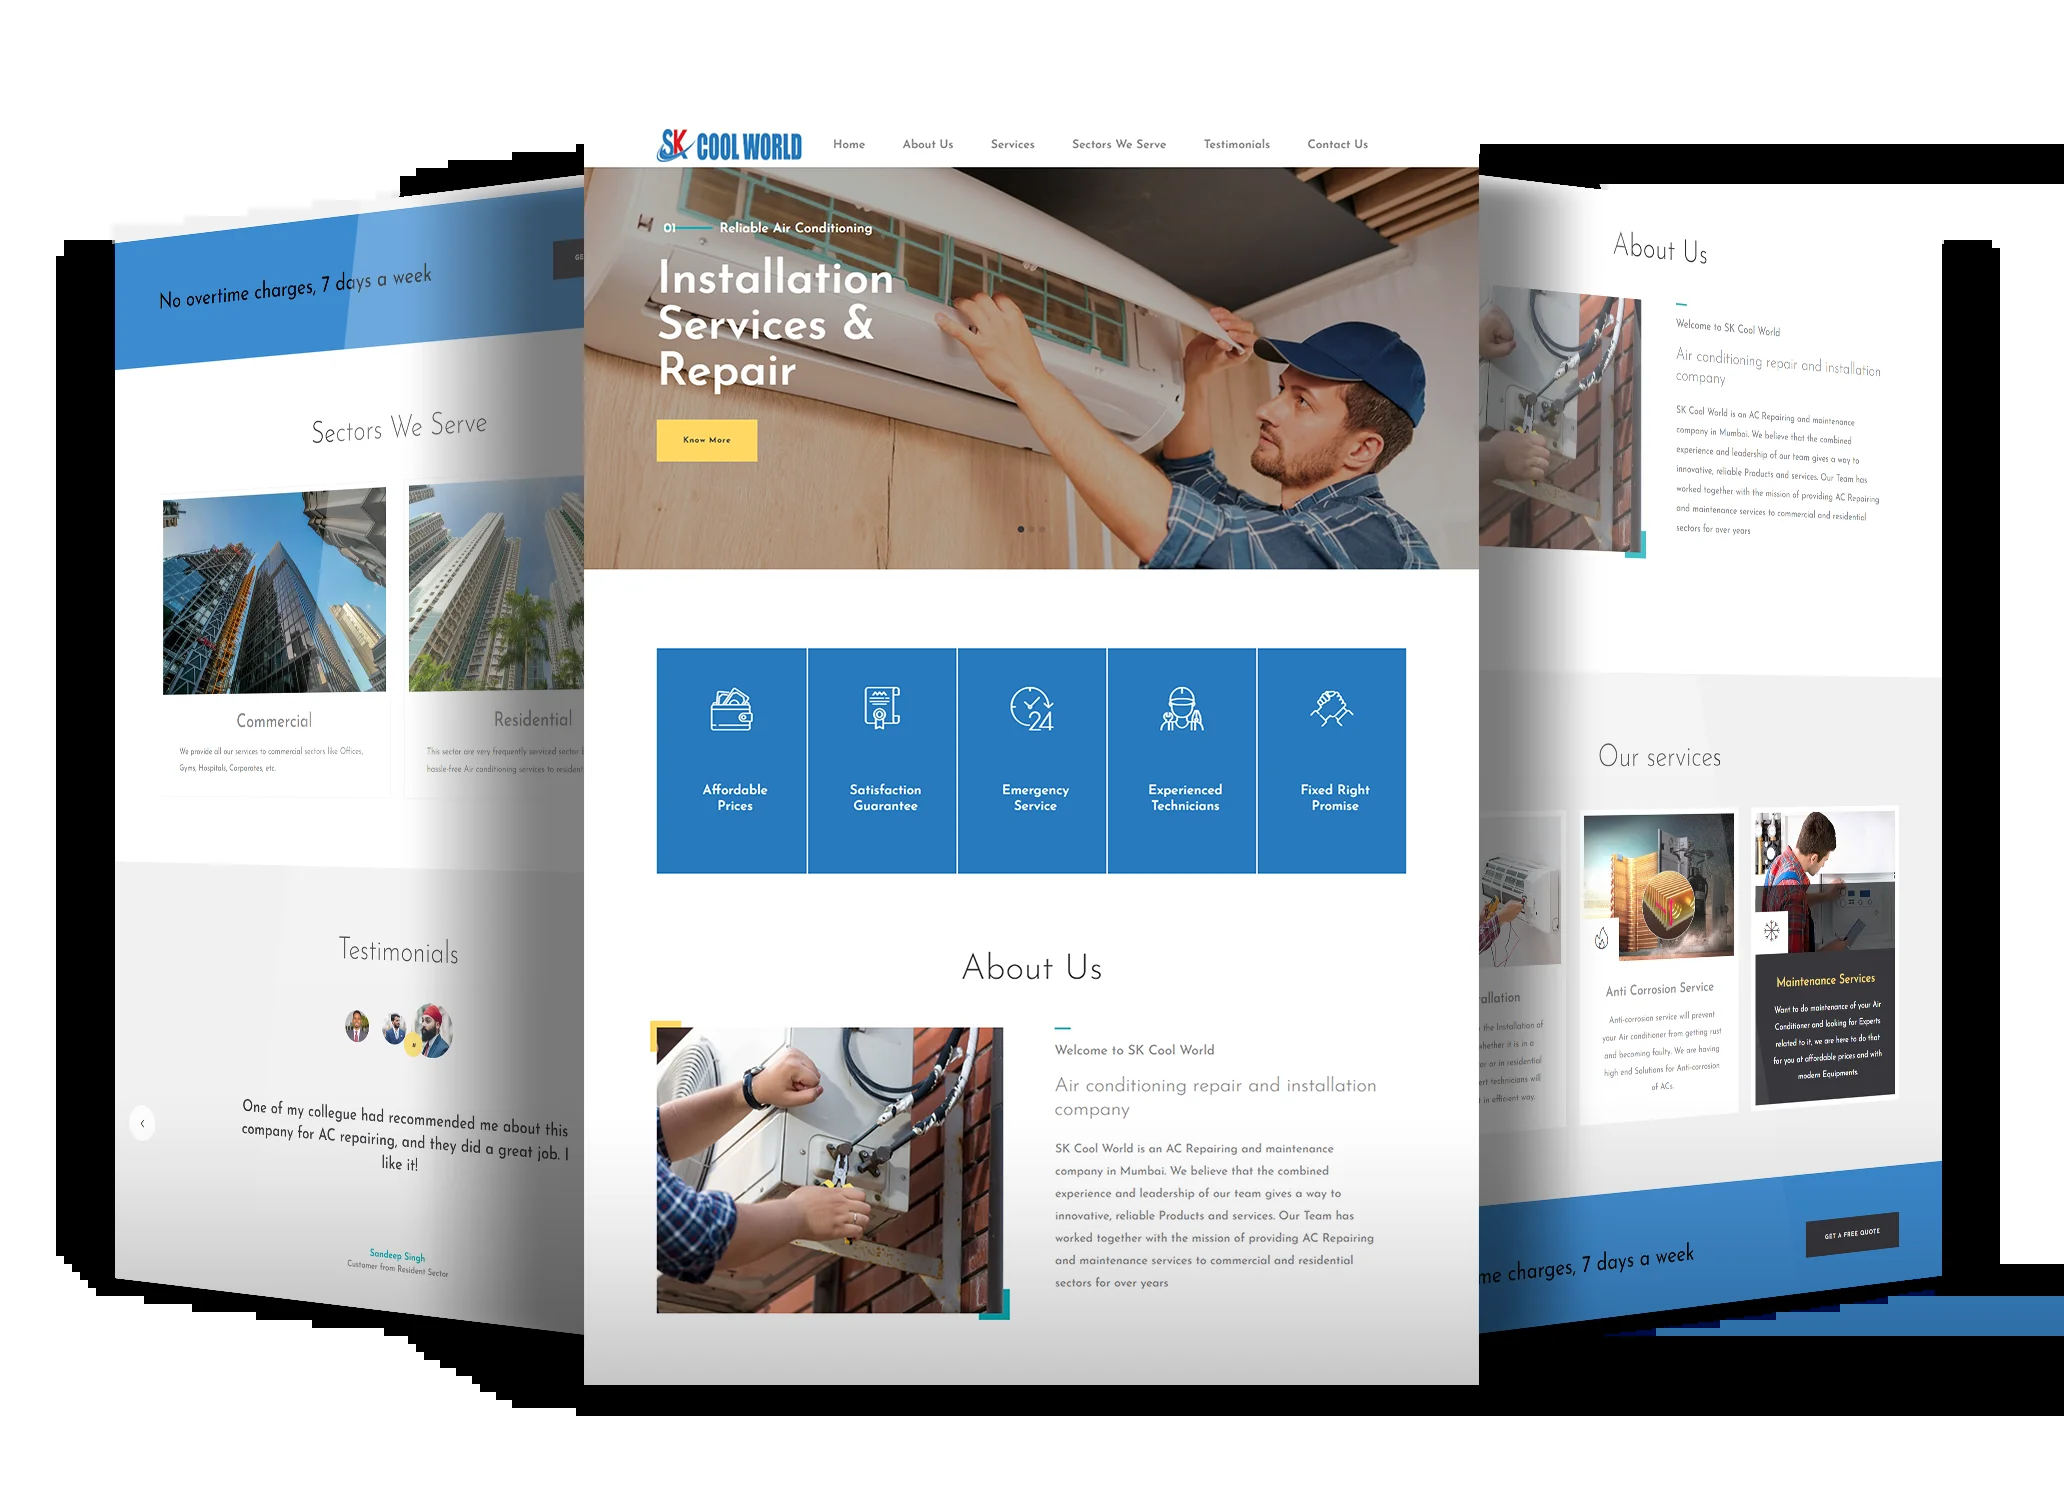 SK COOL WORLD
Home
About Us
Services
Sectors We Serve
Testimonials
Contact Us
01
Reliable Air Conditioning
Installation
Services &
Repair
Know More
Affordable
Prices
Satisfaction
Guarantee
24
Emergency
Service
Experienced
Technicians
Fixed Right
Promise
About Us
Welcome to SK Cool World
Air conditioning repair and installation
company
SK Cool World is an AC Repairing and maintenance
company in Mumbai. We believe that the combined
experience and leadership of our team gives a way to
innovative, reliable Products and services. Our Team has
worked together with the mission of providing AC Repairing
and maintenance services to commercial and residential
sectors for over years
No overtime charges, 7 days a week
GE
Sectors We Serve
Commercial
We provide all our services to commercial sectors like Offices,
Gyms, Hospitals, Corporates, etc.
Residential
This sector are very frequently serviced sector
hassle-free Air conditioning services to resident
Testimonials
One of my collegue had recommended me about this
company for AC repairing, and they did a great job. I
like it!
Sandeep Singh
Customer from Resident Sector
About Us
Welcome to SK Cool World
Air conditioning repair and installation
company
SK Cool World is an AC Repairing and maintenance
company in Mumbai. We believe that the combined
experience and leadership of our team gives a way to
innovative, reliable Products and services. Our Team has
worked together with the mission of providing AC Repairing
and maintenance services to commercial and residential
sectors for over years
Our services
allation
the Installation of
whether it is in a
or in residential
ert technicians will
t in efficient way.
Anti Corrosion Service
Anti-corrosion service will prevent
your Air conditioner from getting rust
and becoming faulty. We are having
high end Solutions for Anti-corrosion
of ACs.
Maintenance Services
Want to do maintenance of your Air
Conditioner and looking for Experts
related to it, we are here to do that
for you at affordable prices and with
modern Equipments.
me charges, 7 days a week
GET A FREE QUOTE